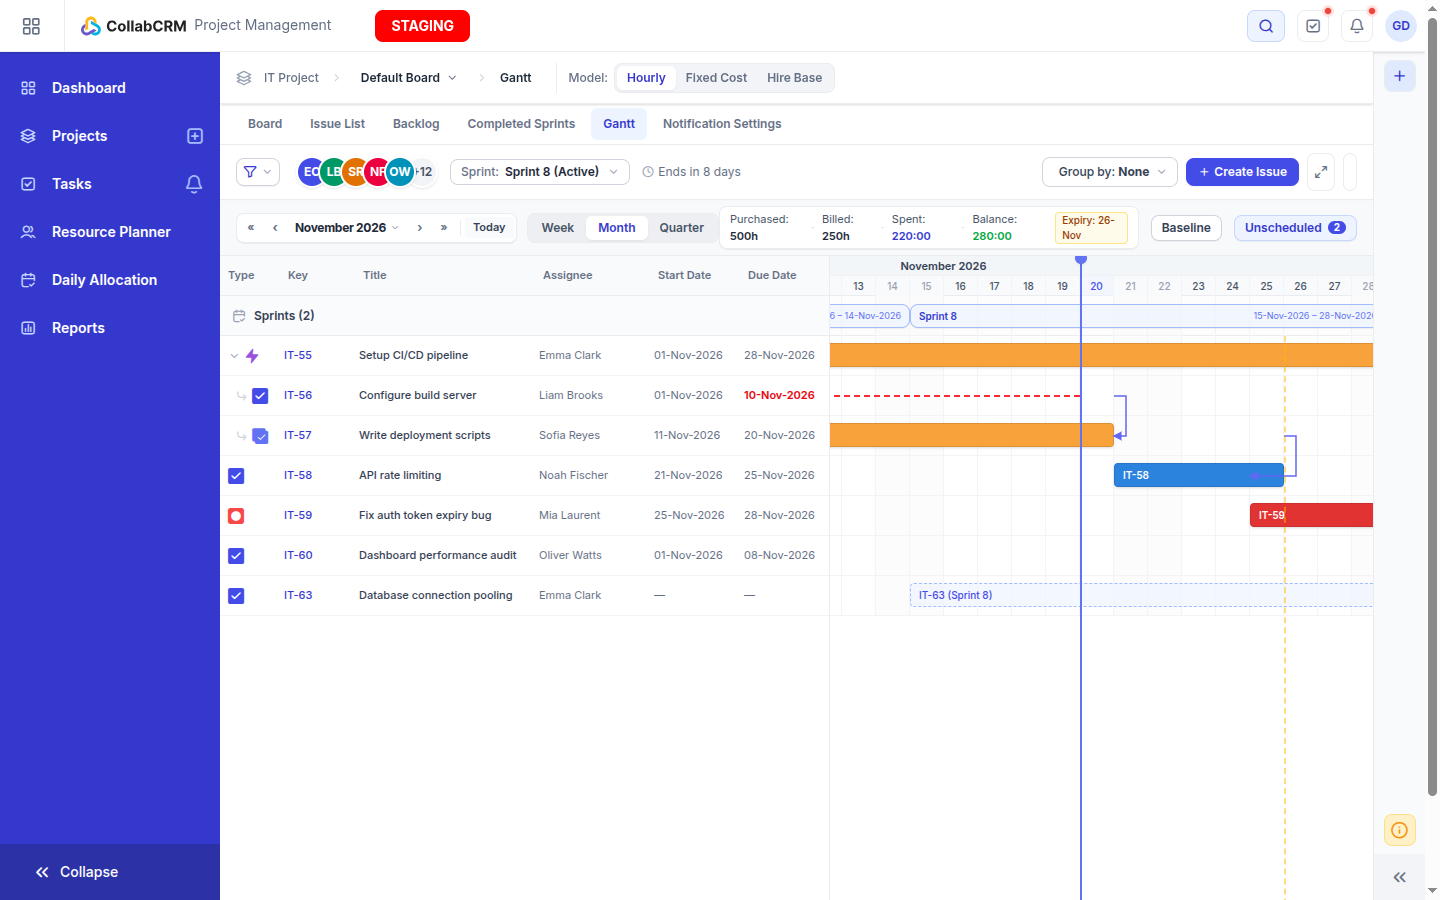 CollabCRM Project Management STAGING GD
Dashboard
Projects
Tasks
Resource Planner
Daily Allocation
Reports
Collapse
IT Project Default Board Gantt Model: Hourly Fixed Cost Hire Base
Board Issue List Backlog Completed Sprints Gantt Notification Settings
SR OW +12 Sprint: Sprint 8 (Active) Ends in 8 days Group by: None + Create Issue
November 2026 Today Week Month Quarter
Purchased: Billed: Spent: Balance: Expiry: 26-
500h 250h 220:00 280:00 Nov
Baseline Unscheduled 2
Type Key Title Assignee Start Date Due Date
November 2026
13 14 15 16 17 18 19 20 21 22 23 24 25 26 27 28
Sprints (2) 6 – 14-Nov-2026 Sprint 8 15-Nov-2026 – 28-Nov-202
IT-55 Setup CI/CD pipeline Emma Clark 01-Nov-2026 28-Nov-2026
IT-56 Configure build server Liam Brooks 01-Nov-2026 10-Nov-2026
IT-57 Write deployment scripts Sofia Reyes 11-Nov-2026 20-Nov-2026
IT-58 API rate limiting Noah Fischer 21-Nov-2026 25-Nov-2026 IT-58
IT-59 Fix auth token expiry bug Mia Laurent 25-Nov-2026 28-Nov-2026 IT-59
IT-60 Dashboard performance audit Oliver Watts 01-Nov-2026 08-Nov-2026
IT-63 Database connection pooling Emma Clark — — IT-63 (Sprint 8)